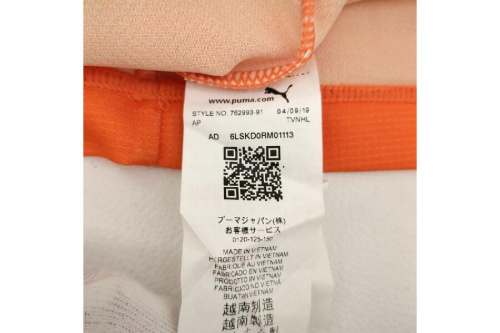 www.puma.com
STYLE NO. 762993-91 04/09/19
AP TVNHL
AD 6LSKD0RM01113
プーマジャパン(株)
お客様サービス
0120-125-150
MADE IN VIETNAM
HERGESTELLT IN VIETNAM
FABRIQUÉ AU VIETNAM
FABRICADO EN VIETNAM
PRODOTTO IN VIETNAM
FABRICADO NO VIETNÃ
BUATAN VIETNAM
越南制造
越南製造